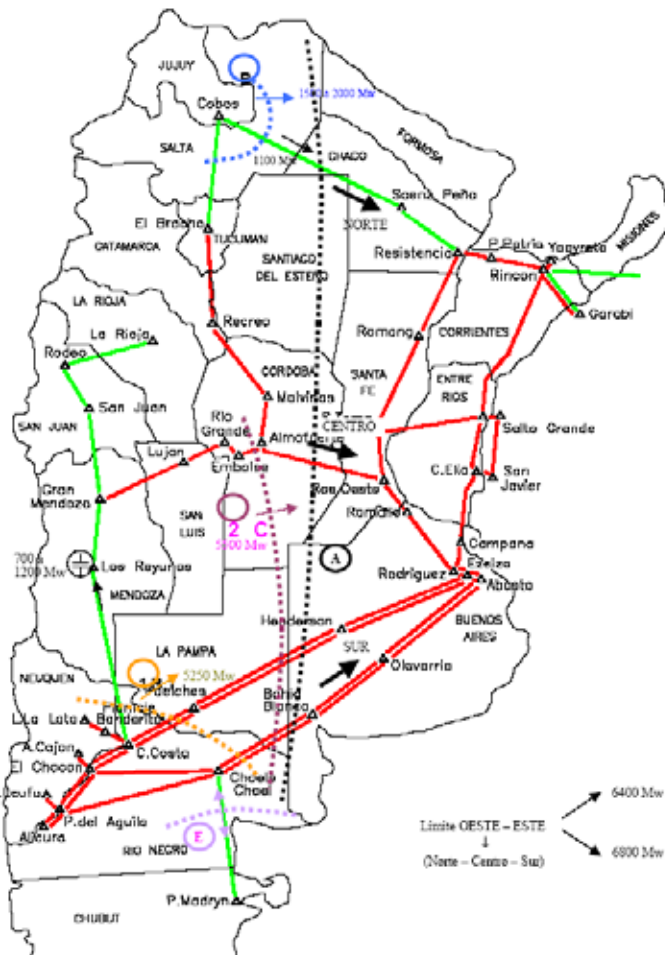 JUJUY
B
Cobos
1500 a 2000 Mw
SALTA
1100 Mw
CHACO
FORMOSA
NORTE
Saenz Peña
El Bracho
TUCUMAN
CATAMARCA
SANTIAGO
DEL ESTERO
Resistencia
P.Patria
Yacyreta
MISIONES
Rincon
Garabi
LA RIOJA
La Rioja
Recreo
Romang
CORRIENTES
Rodeo
CORDOBA
SANTA
FE
ENTRE
RIOS
San Juan
SAN JUAN
Malvinas
Rio
Grande
CENTRO
Salto Grande
Lujan
Embalse
Gran
Mendoza
Ros.Oeste
C.Elia
San
Javier
SAN
LUIS
2 C
Ramallo
Campana
700 a
1200 Mw
Los Reyunos
A
MENDOZA
Rodriguez
Ezeiza
Abasto
Henderson
BUENOS
AIRES
LA PAMPA
SUR
Olavarria
NEUQUEN
5250 Mw
Bahia
Blanca
L.La Lata
Banderita
A.Cajon
C.Costa
El Chocon
Choele
Choel
P.del Aguila
Alicura
E
RIO NEGRO
6400 Mw
Límite OESTE – ESTE
↓
(Norte – Centro – Sur)
6800 Mw
P.Madryn
CHUBUT